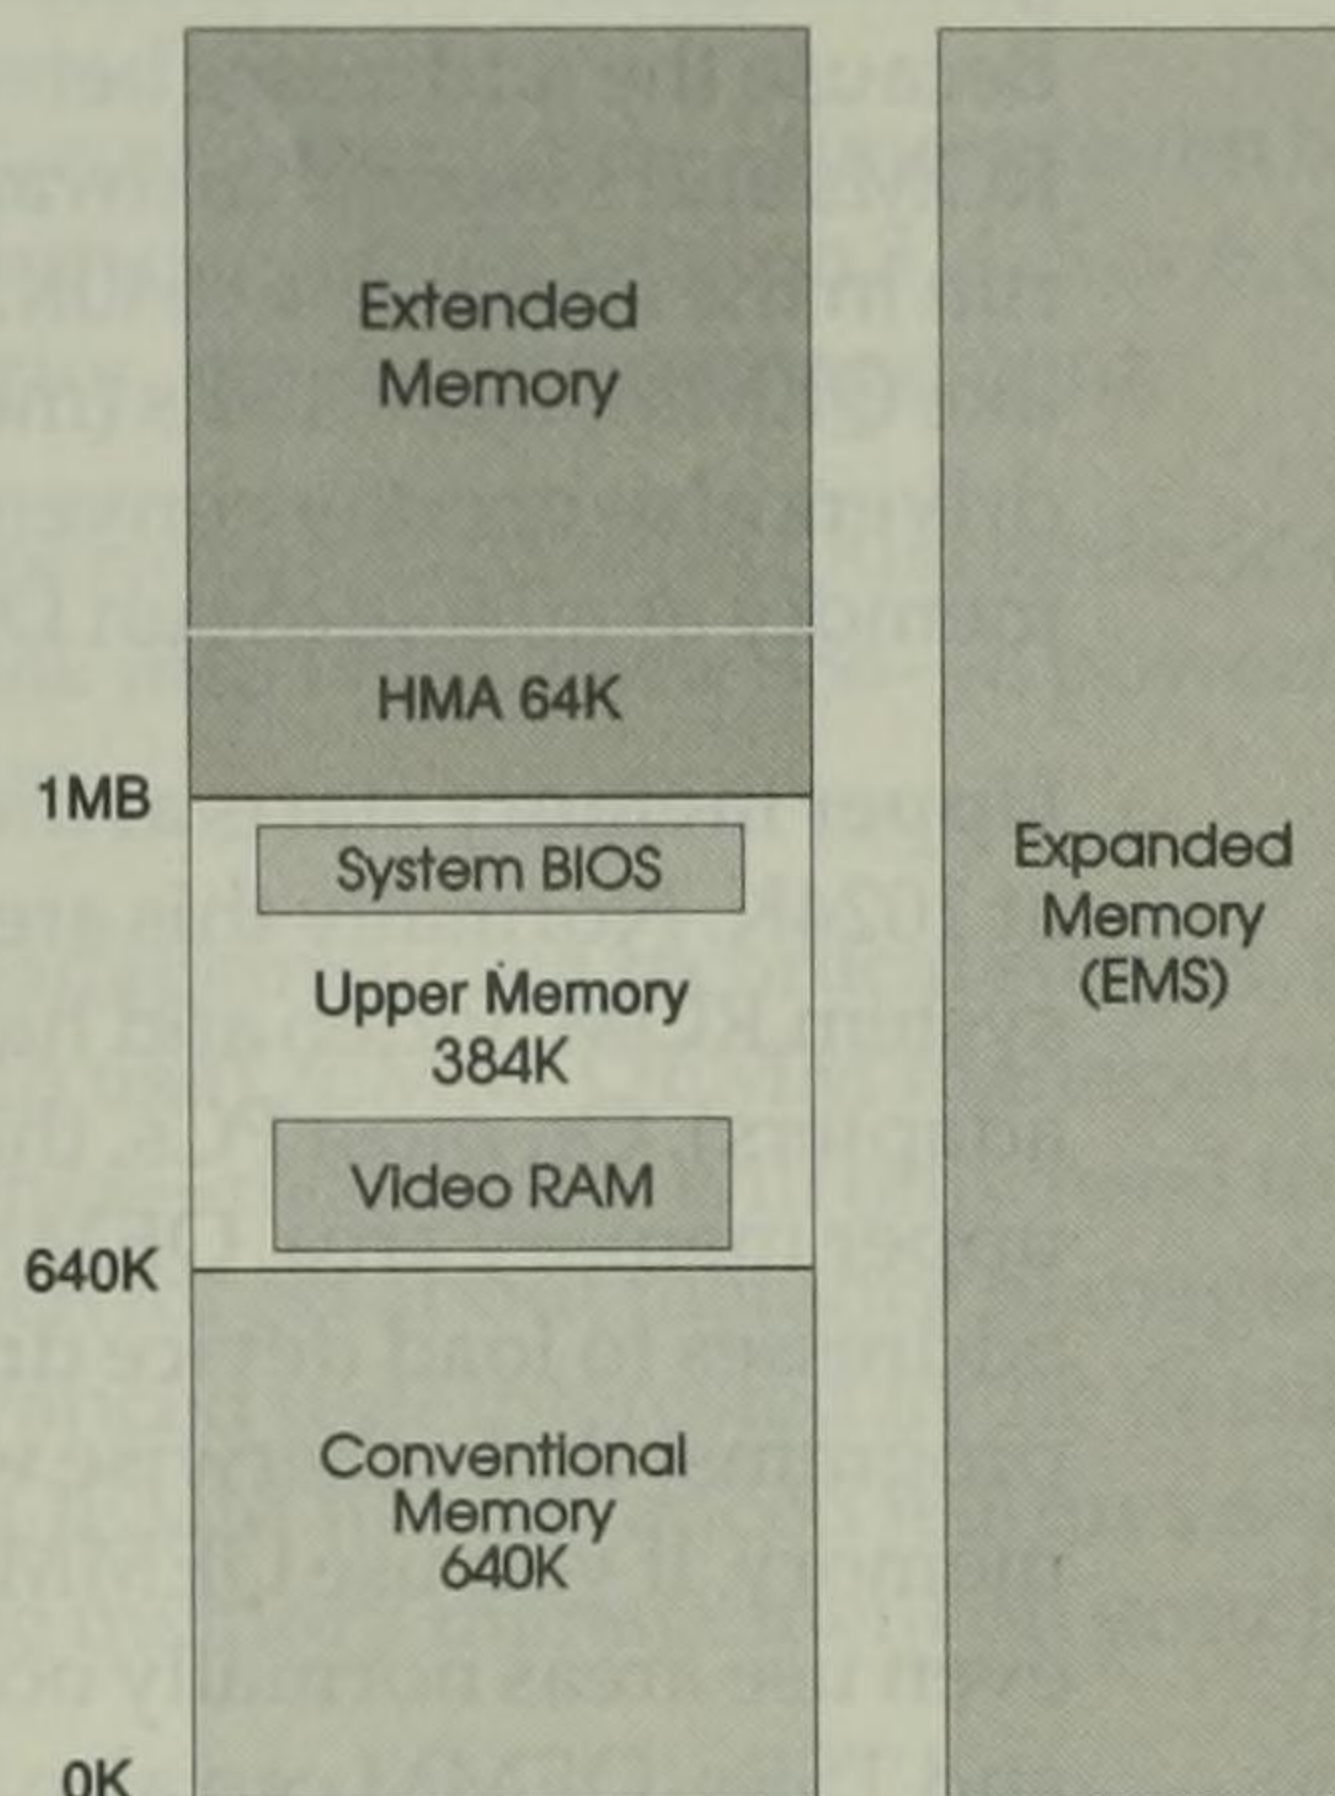 Extended
Memory
HMA 64K
1MB
System BIOS
Upper Memory
384K
Video RAM
640K
Conventional
Memory
640K
0K
Expanded
Memory
(EMS)